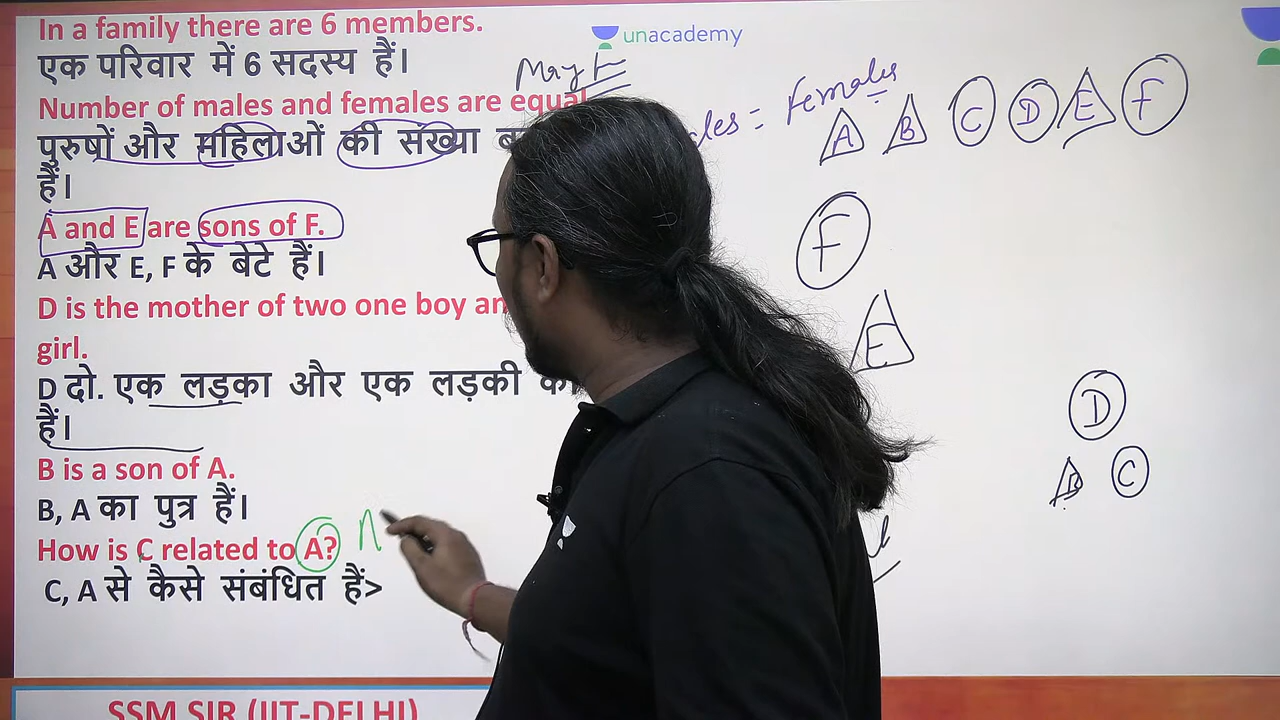 In a family there are 6 members.
एक परिवार में 6 सदस्य हैं।
Number of males and females are equal
पुरुषों और महिलाओं की संख्या
हैं।
A and E are sons of F.
A और E, F के बेटे हैं।
D is the mother of two one boy
girl.
D दो. एक लड़का और एक लड़की
हैं।
B is a son of A.
B, A का पुत्र हैं।
How is C related to A?
C, A से कैसे संबंधित हैं>
SSM SIR (IIT-DELHI)
unacademy
= Females
A B C D E F
F
E
D
B C